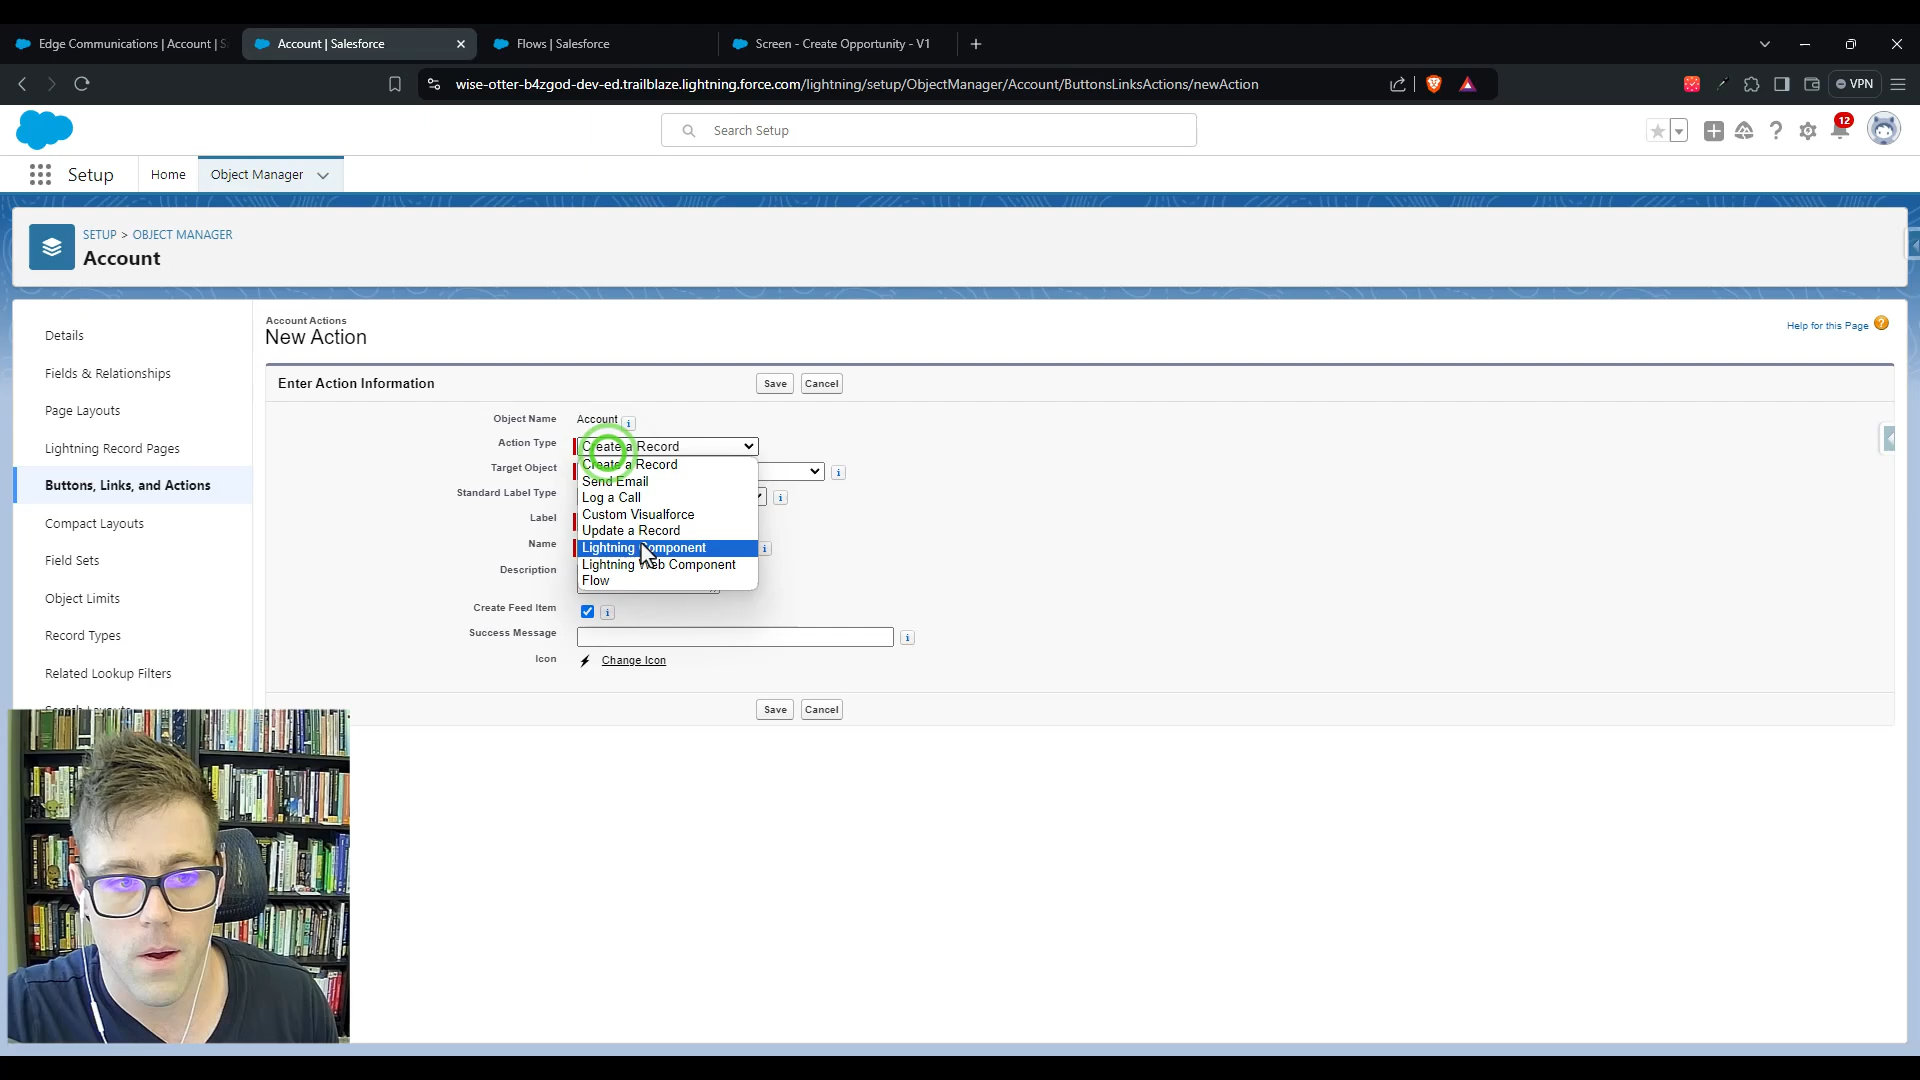 Edge Communications | Account | S
Account | Salesforce
Flows | Salesforce
Screen - Create Opportunity - V1
wise-otter-b4zgod-dev-ed.trailblaze.lightning.force.com/lightning/setup/ObjectManager/Account/ButtonsLinksActions/newAction
VPN
Search Setup
12
Setup
Home
Object Manager
SETUP > OBJECT MANAGER
Account
Details
Fields & Relationships
Page Layouts
Lightning Record Pages
Buttons, Links, and Actions
Compact Layouts
Field Sets
Object Limits
Record Types
Related Lookup Filters
Search Layouts
Account Actions
New Action
Help for this Page
Enter Action Information
Save
Cancel
Object Name
Account
Action Type
Create a Record
Target Object
Standard Label Type
Label
Name
Description
Create a Record
Send Email
Log a Call
Custom Visualforce
Update a Record
Lightning Component
Lightning Web Component
Flow
Create Feed Item
Success Message
Icon
Change Icon
Save
Cancel